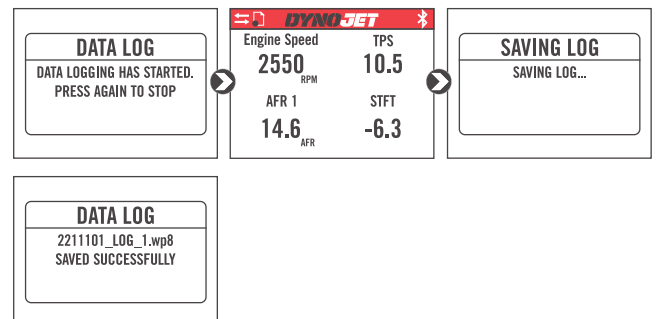 DATA LOG
DATA LOGGING HAS STARTED.
PRESS AGAIN TO STOP
DYNOJET
Engine Speed TPS
2550 RPM 10.5
AFR 1 STFT
14.6 AFR -6.3
SAVING LOG
SAVING LOG...
DATA LOG
2211101_LOG_1.wp8
SAVED SUCCESSFULLY